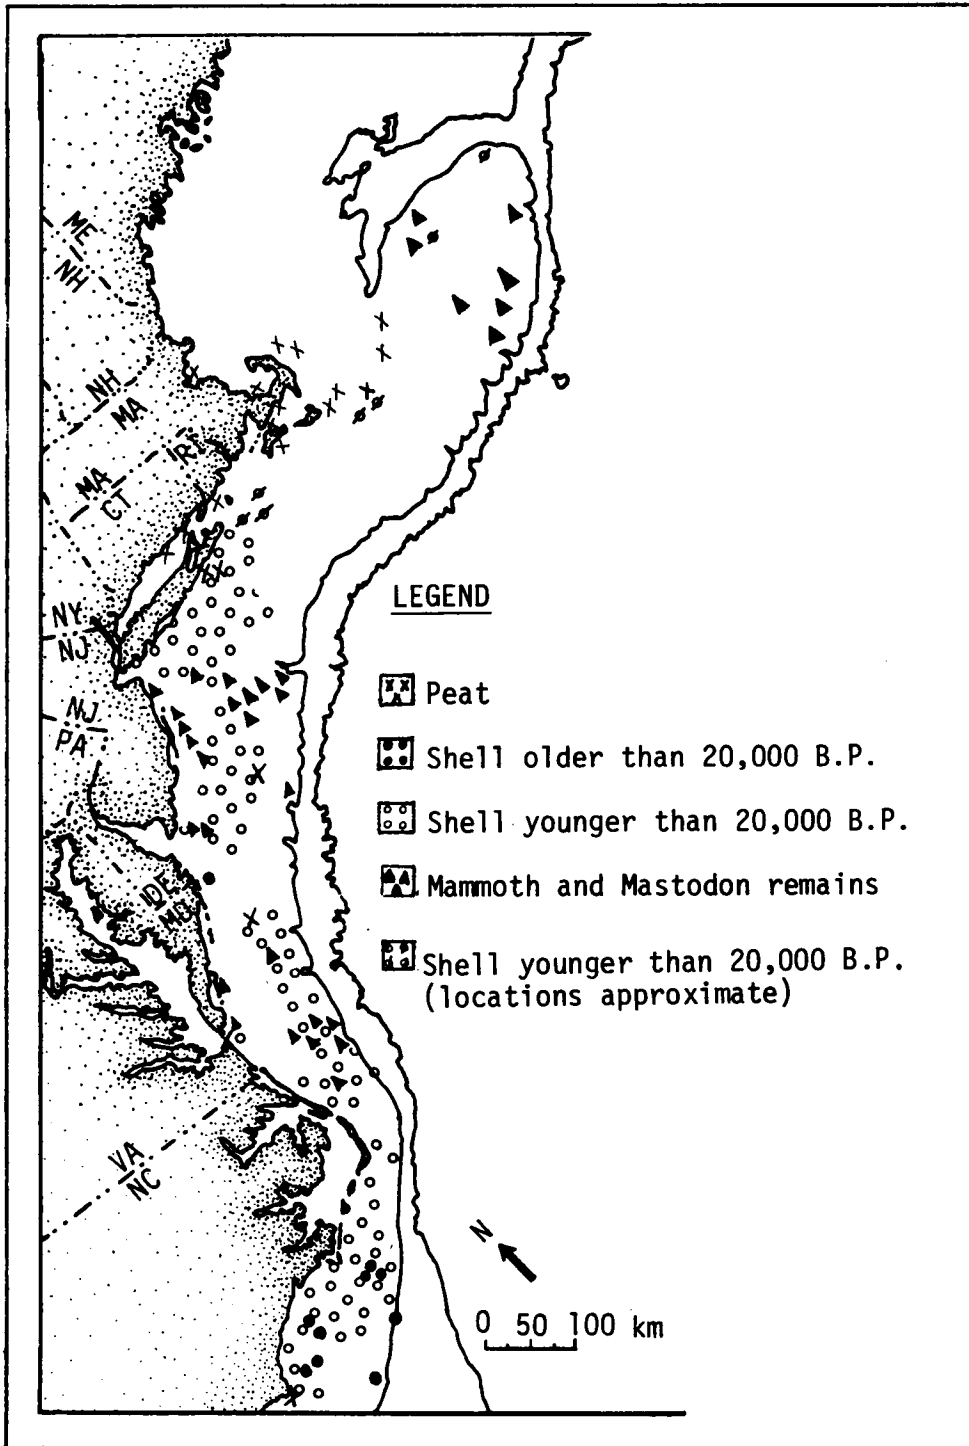 ME
NH
NH
MA
RI
MA
CT
NY
NJ
NJ
PA
DE
MD
VA
NC
LEGEND
Peat
Shell older than 20,000 B.P.
Shell younger than 20,000 B.P.
Mammoth and Mastodon remains
Shell younger than 20,000 B.P.
(locations approximate)
N
0 50 100 km